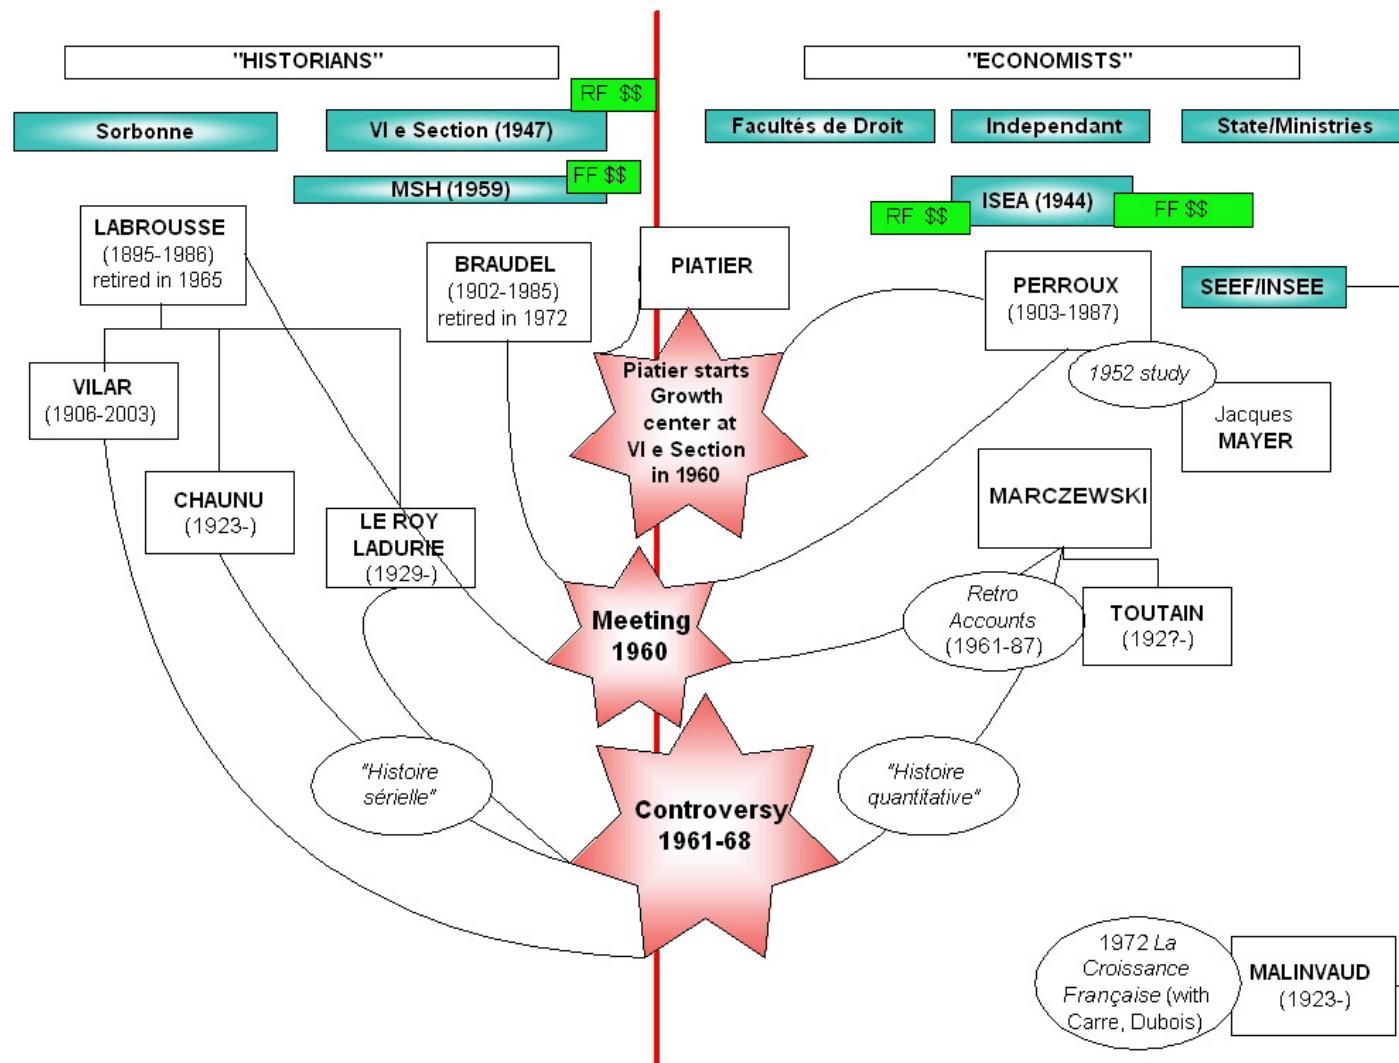 "HISTORIANS"
"ECONOMISTS"
RF $$
Sorbonne
VI e Section (1947)
Facultés de Droit
Independant
State/Ministries
MSH (1959)
FF $$
ISEA (1944)
RF $$
FF $$
LABROUSSE
(1895-1986)
retired in 1965
BRAUDEL
(1902-1985)
retired in 1972
PIATIER
PERROUX
(1903-1987)
SEEF/INSEE
1952 study
VILAR
(1906-2003)
Piatier starts
Growth
center at
VI e Section
in 1960
Jacques
MAYER
CHAUNU
(1923-)
LE ROY
LADURIE
(1929-)
MARCZEWSKI
Meeting
1960
Retro
Accounts
(1961-87)
TOUTAIN
(192?-)
"Histoire
sérielle"
Controversy
1961-68
"Histoire
quantitative"
1972 La
Croissance
Française (with
Carre, Dubois)
MALINVAUD
(1923-)